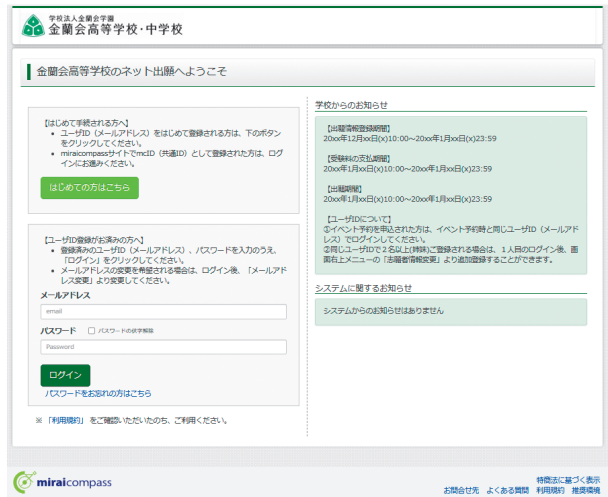 学校法人金蘭会学園
金蘭会高等学校・中学校
金蘭会高等学校のネット出願へようこそ
【はじめて手続される方へ】
• ユーザID（メールアドレス）をはじめて登録される方は、下のボタン
をクリックしてください。
• miraicompassサイトでmcID（共通ID）として登録された方は、ログ
インにお進みください。
はじめての方はこちら
【ユーザID登録がお済みの方へ】
• 登録済みのユーザID（メールアドレス）、パスワードを入力のうえ、
「ログイン」をクリックしてください。
• メールアドレスの変更を希望される場合は、ログイン後、「メールアド
レス変更」より変更してください。
メールアドレス
email
パスワード パスワードの伏字解除
Password
ログイン
パスワードをお忘れの方はこちら
※ 「利用規約」 をご確認いただいたのち、ご利用ください。
学校からのお知らせ
【出願情報登録期間】
20xx年12月xx日(x)10:00～20xx年1月xx日(x)23:59
【受験料の支払期間】
20xx年1月xx日(x)10:00～20xx年1月xx日(x)23:59
【出願期間】
20xx年1月xx日(x)10:00～20xx年1月xx日(x)23:59
【ユーザIDについて】
①イベント予約を申込された方は、イベント予約時と同じユーザID（メールアド
レス）でログインしてください。
②同じユーザIDで２名以上(姉妹)ご登録される場合は、１人目のログイン後、画
面右上メニューの「志願者情報変更」より追加登録することができます。
システムに関するお知らせ
システムからのお知らせはありません
miraicompass
特商法に基づく表示
お問合せ先 よくある質問 利用規約 推奨環境